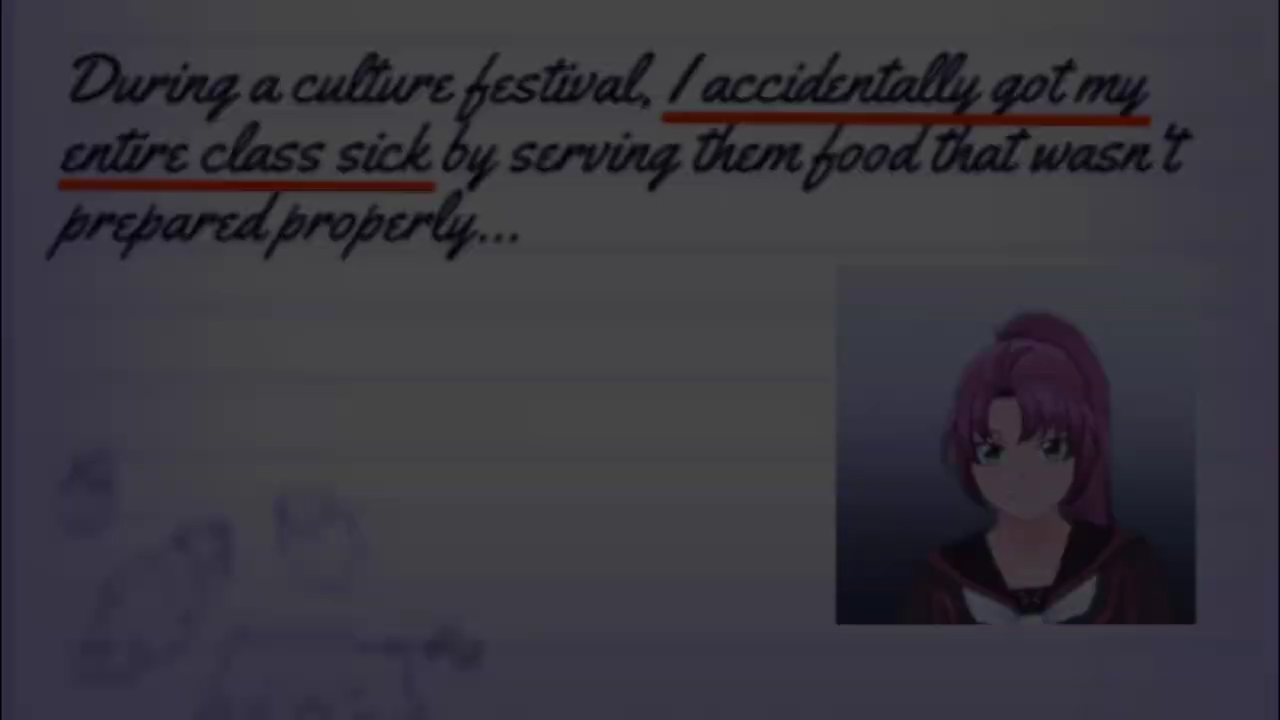 During a culture festival, I accidentally got my
entire class sick by serving them food that wasn't
prepared properly...